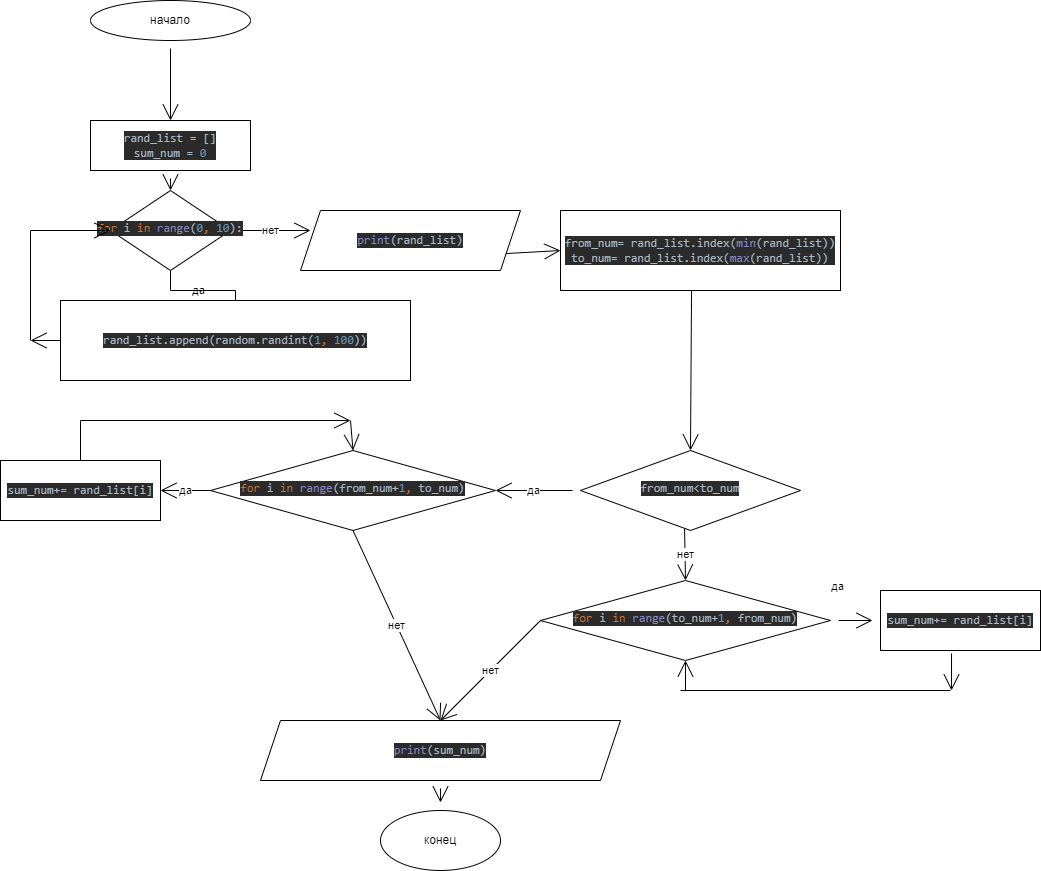 начало
rand_list = []
sum_num = 0
for i in range(0, 10):
нет
print(rand_list)
from_num= rand_list.index(min(rand_list))
to_num= rand_list.index(max(rand_list))
да
rand_list.append(random.randint(1, 100))
sum_num+= rand_list[i]
да
for i in range(from_num+1, to_num)
да
from_num<to_num
нет
да
for i in range(to_num+1, from_num)
sum_num+= rand_list[i]
нет
нет
print(sum_num)
конец